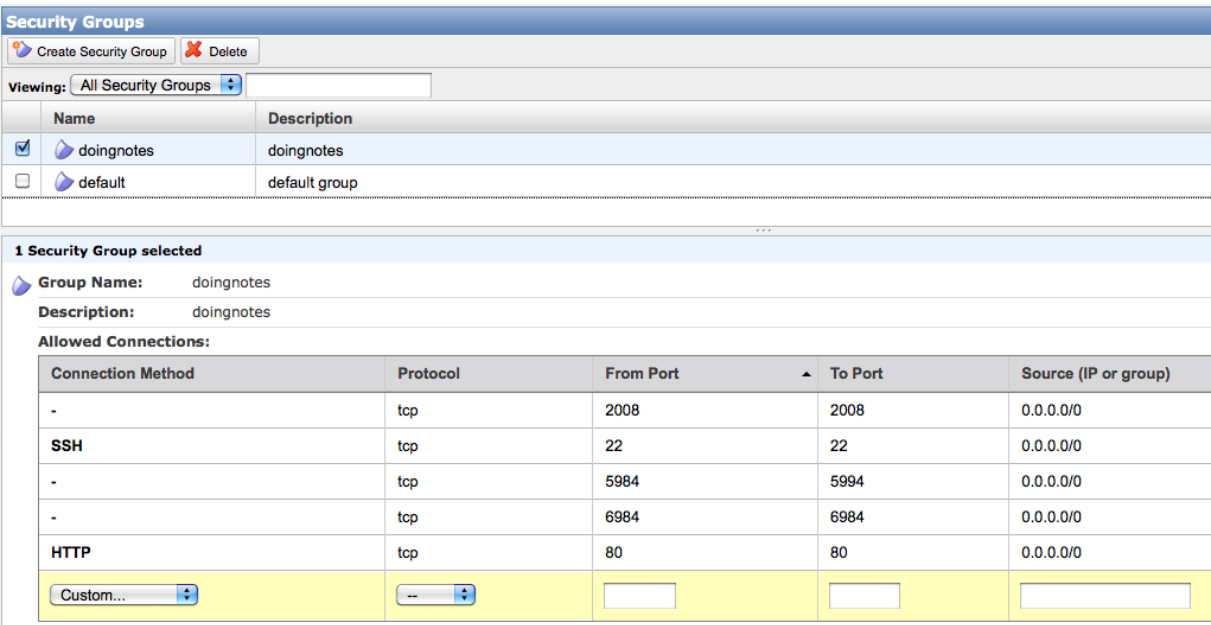 Security Groups
Create Security Group Delete
Viewing: All Security Groups
Name Description
doingnotes doingnotes
default default group
1 Security Group selected
Group Name: doingnotes
Description: doingnotes
Allowed Connections:
Connection Method Protocol From Port To Port Source (IP or group)
- tcp 2008 2008 0.0.0.0/0
SSH tcp 22 22 0.0.0.0/0
- tcp 5984 5994 0.0.0.0/0
- tcp 6984 6984 0.0.0.0/0
HTTP tcp 80 80 0.0.0.0/0
Custom... --